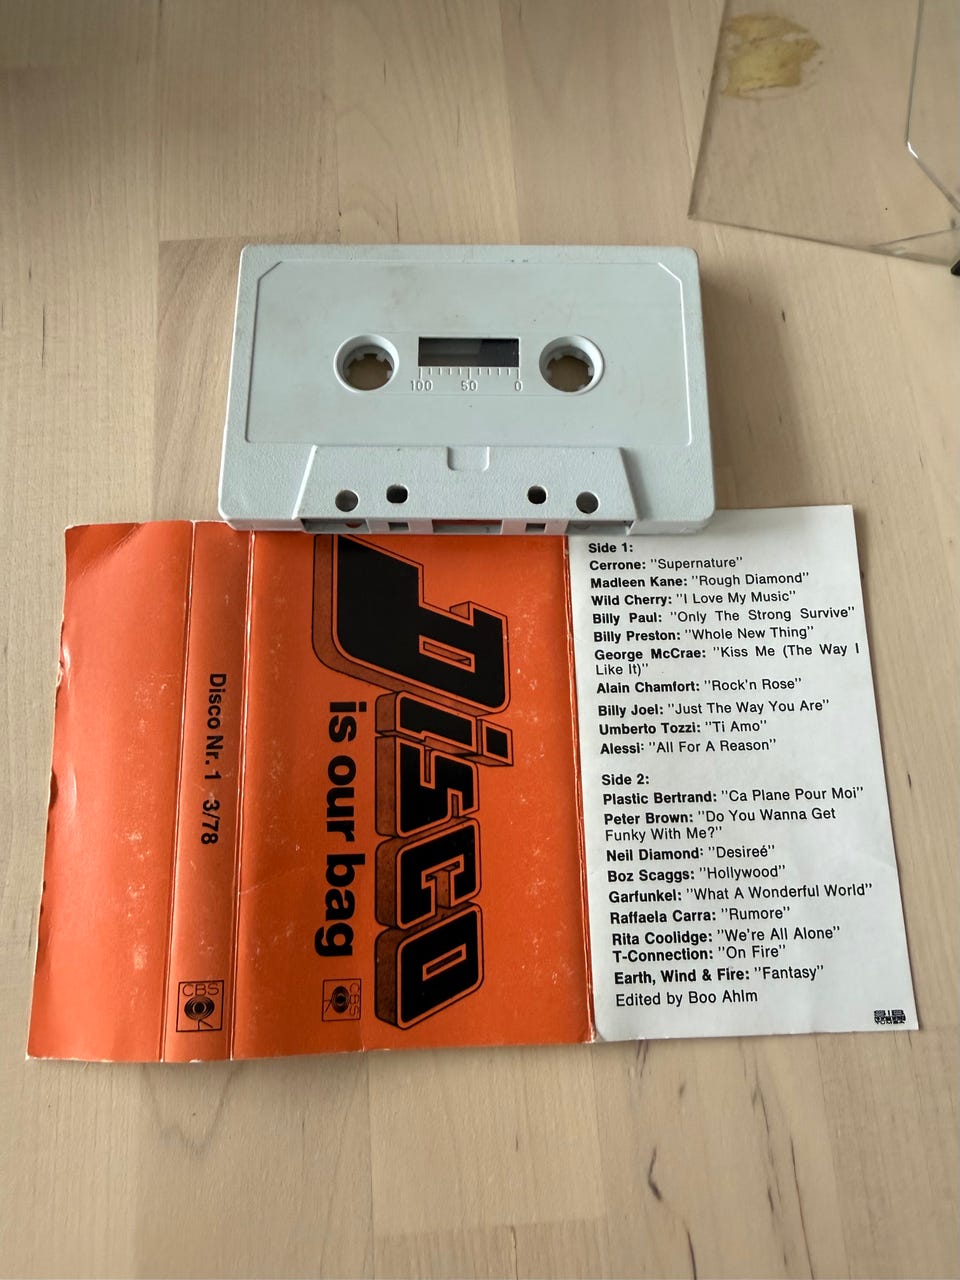 100 50 0
Disco Nr. 1 3/78
CBS
Disco
is our bag
CBS
Side 1:
Cerrone: "Supernature"
Madleen Kane: "Rough Diamond"
Wild Cherry: "I Love My Music"
Billy Paul: "Only The Strong Survive"
Billy Preston: "Whole New Thing"
George McCrae: "Kiss Me (The Way I
Like It)"
Alain Chamfort: "Rock'n Rose"
Billy Joel: "Just The Way You Are"
Umberto Tozzi: "Ti Amo"
Alessi: "All For A Reason"
Side 2:
Plastic Bertrand: "Ca Plane Pour Moi"
Peter Brown: "Do You Wanna Get
Funky With Me?"
Neil Diamond: "Desireé"
Boz Scaggs: "Hollywood"
Garfunkel: "What A Wonderful World"
Raffaela Carra: "Rumore"
Rita Coolidge: "We're All Alone"
T-Connection: "On Fire"
Earth, Wind & Fire: "Fantasy"
Edited by Boo Ahlm